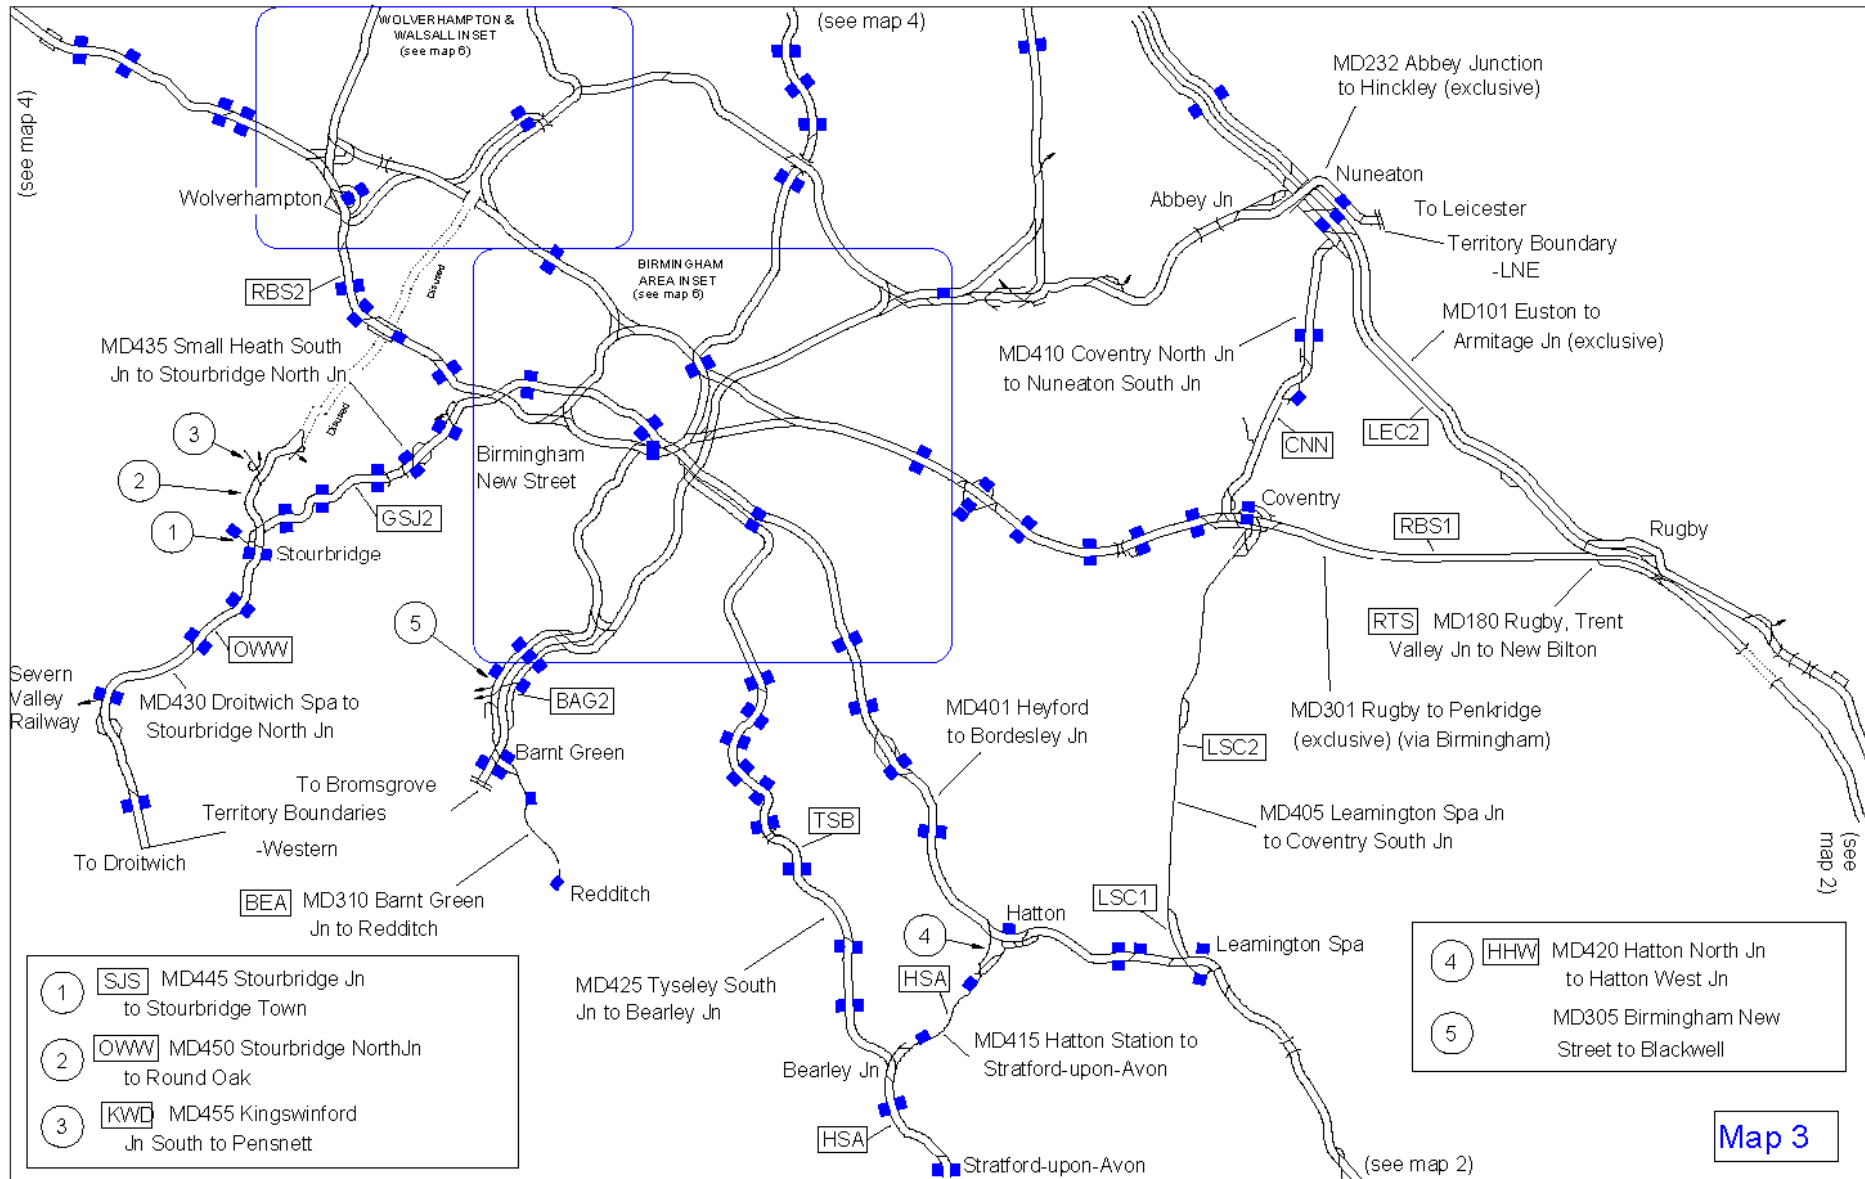 WOLVERHAMPTON &
WALSALL INSET
(see map 6)
(see map 4)
(see map 4)
MD232 Abbey Junction
to Hinckley (exclusive)
Wolverhampton
Abbey Jn
Nuneaton
To Leicester
Territory Boundary
-LNE
BIRMINGHAM
AREA INSET
(see map 6)
Disused
RBS2
MD435 Small Heath South
Jn to Stourbridge North Jn
Disused
MD410 Coventry North Jn
to Nuneaton South Jn
MD101 Euston to
Armitage Jn (exclusive)
3
2
1
CNN
LEC2
Birmingham
New Street
GSJ2
Coventry
RBS1
Rugby
Stourbridge
5
OWW
RTS MD180 Rugby, Trent
Valley Jn to New Bilton
Severn
Valley
Railway
MD430 Droitwich Spa to
Stourbridge North Jn
BAG2
MD401 Heyford
to Bordesley Jn
MD301 Rugby to Penkridge
(exclusive) (via Birmingham)
LSC2
Barnt Green
To Bromsgrove
Territory Boundaries
-Western
To Droitwich
TSB
MD405 Leamington Spa Jn
to Coventry South Jn
(see
map 2)
BEA MD310 Barnt Green
Jn to Redditch
Redditch
LSC1
Hatton
4
Leamington Spa
HSA
MD425 Tyseley South
Jn to Bearley Jn
MD415 Hatton Station to
Stratford-upon-Avon
Bearley Jn
HSA
Stratford-upon-Avon
(see map 2)
1 SJS MD445 Stourbridge Jn
to Stourbridge Town
2 OWW MD450 Stourbridge NorthJn
to Round Oak
3 KWD MD455 Kingswinford
Jn South to Pensnett
4 HHW MD420 Hatton North Jn
to Hatton West Jn
5 MD305 Birmingham New
Street to Blackwell
Map 3